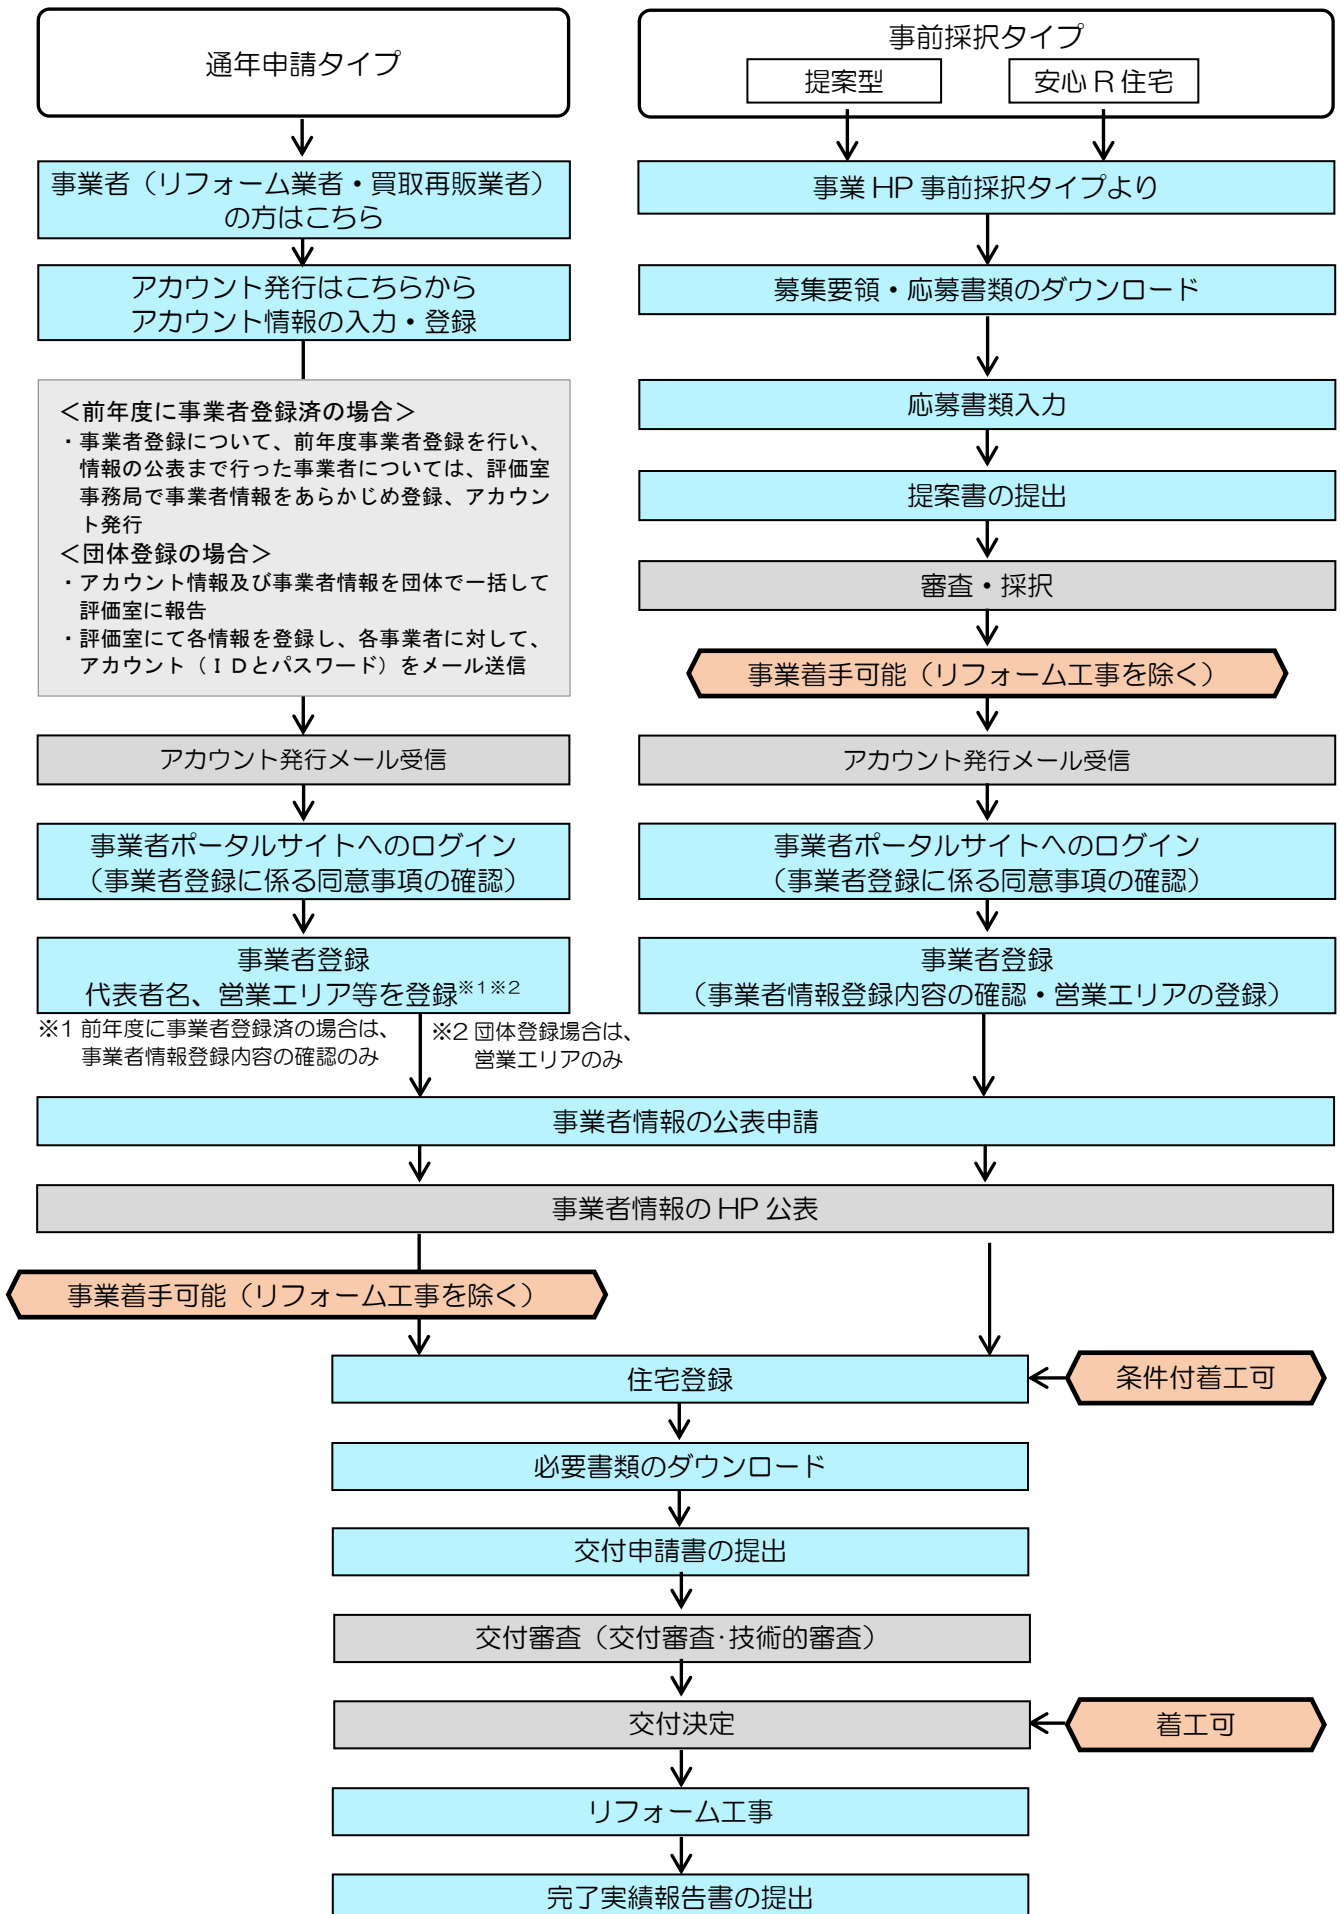 通年申請タイプ
事業者（リフォーム業者・買取再販業者）
の方はこちら
アカウント発行はこちらから
アカウント情報の入力・登録
＜前年度に事業者登録済の場合＞
・事業者登録について、前年度事業者登録を行い、
情報の公表まで行った事業者については、評価室
事務局で事業者情報をあらかじめ登録、アカウン
ト発行
＜団体登録の場合＞
・アカウント情報及び事業者情報を団体で一括して
評価室に報告
・評価室にて各情報を登録し、各事業者に対して、
アカウント（ＩＤとパスワード）をメール送信
アカウント発行メール受信
事業者ポータルサイトへのログイン
（事業者登録に係る同意事項の確認）
事業者登録
代表者名、営業エリア等を登録※1※2
※1 前年度に事業者登録済の場合は、
事業者情報登録内容の確認のみ
※2 団体登録場合は、
営業エリアのみ
事前採択タイプ
提案型
安心 R 住宅
事業 HP 事前採択タイプより
募集要領・応募書類のダウンロード
応募書類入力
提案書の提出
審査・採択
事業着手可能（リフォーム工事を除く）
アカウント発行メール受信
事業者ポータルサイトへのログイン
（事業者登録に係る同意事項の確認）
事業者登録
（事業者情報登録内容の確認・営業エリアの登録）
事業者情報の公表申請
事業者情報の HP 公表
事業着手可能（リフォーム工事を除く）
住宅登録
条件付着工可
必要書類のダウンロード
交付申請書の提出
交付審査（交付審査･技術的審査）
交付決定
着工可
リフォーム工事
完了実績報告書の提出